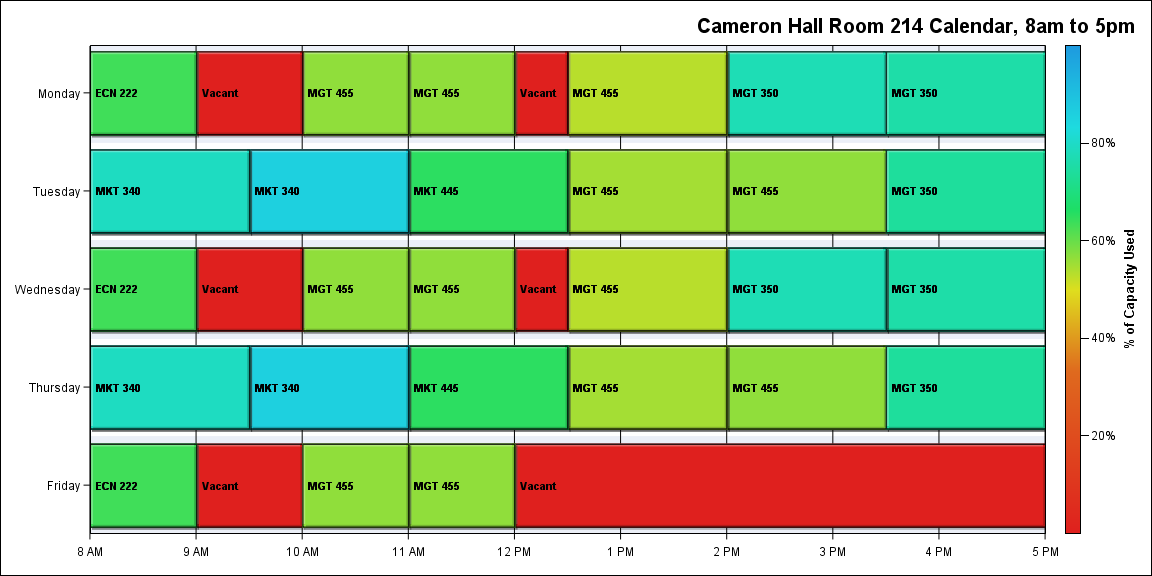 Cameron Hall Room 214 Calendar, 8am to 5pm
Monday
ECN 222
Vacant
MGT 455
MGT 455
Vacant
MGT 455
MGT 350
MGT 350
Tuesday
MKT 340
MKT 340
MKT 445
MGT 455
MGT 455
MGT 350
Wednesday
ECN 222
Vacant
MGT 455
MGT 455
Vacant
MGT 455
MGT 350
MGT 350
Thursday
MKT 340
MKT 340
MKT 445
MGT 455
MGT 455
MGT 350
Friday
ECN 222
Vacant
MGT 455
MGT 455
Vacant
8 AM
9 AM
10 AM
11 AM
12 PM
1 PM
2 PM
3 PM
4 PM
5 PM
80%
60%
40%
20%
% of Capacity Used